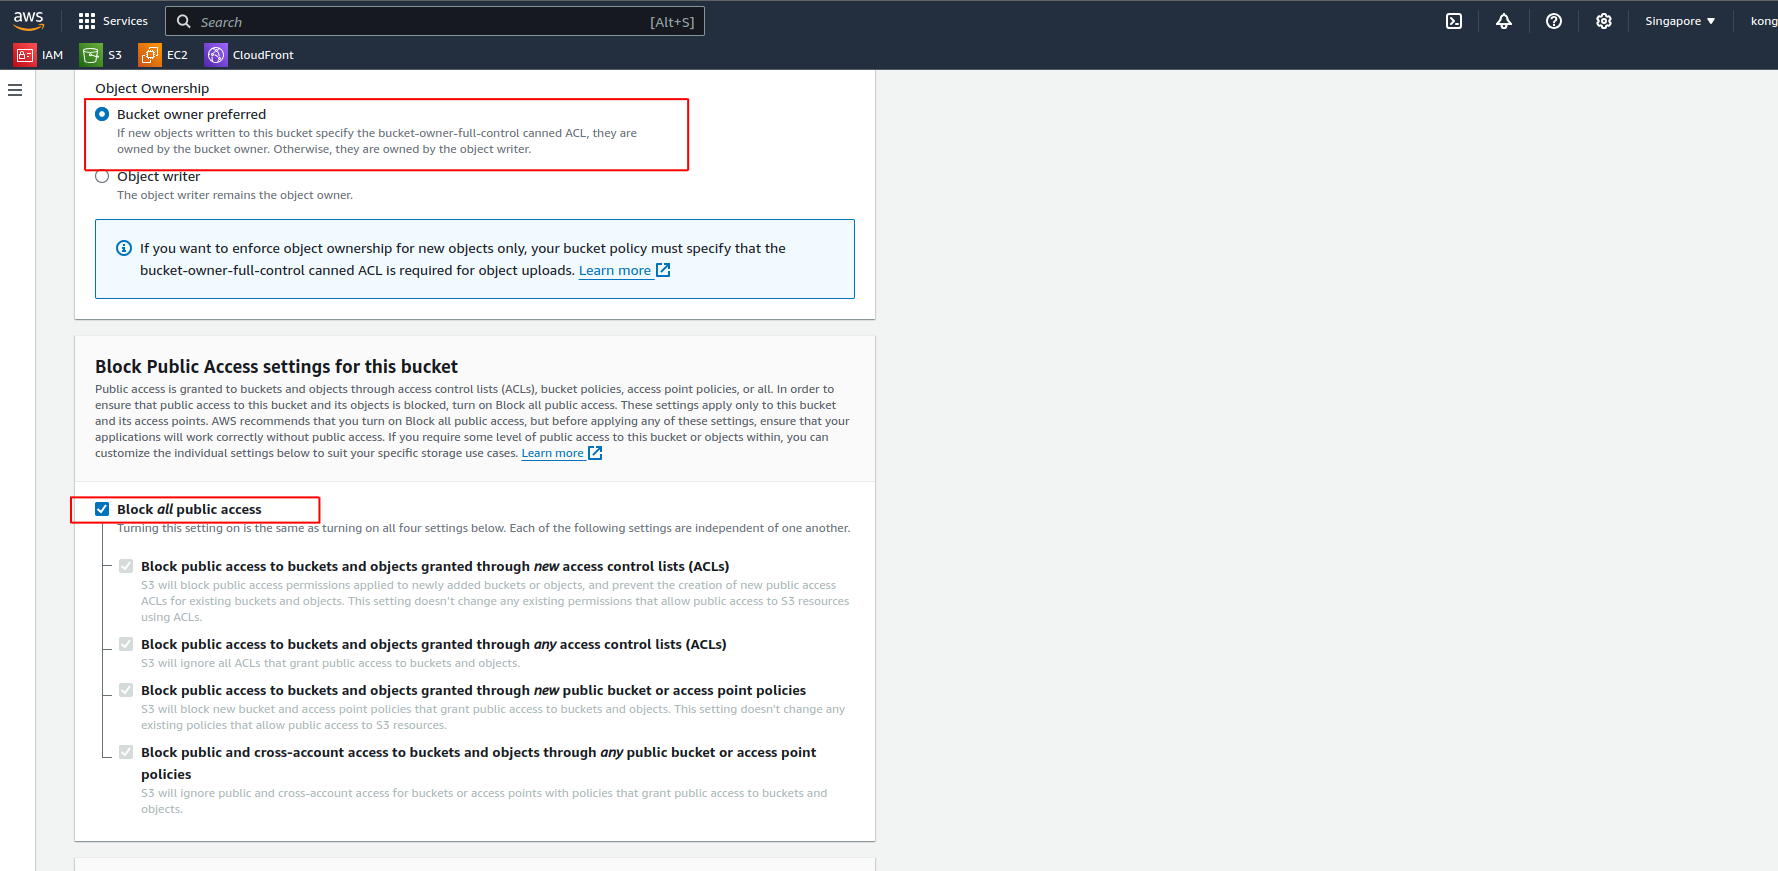 aws
Services
Search
[Alt+S]
Singapore
kong
IAM
S3
EC2
CloudFront
Object Ownership
Bucket owner preferred
If new objects written to this bucket specify the bucket-owner-full-control canned ACL, they are
owned by the bucket owner. Otherwise, they are owned by the object writer.
Object writer
The object writer remains the object owner.
If you want to enforce object ownership for new objects only, your bucket policy must specify that the
bucket-owner-full-control canned ACL is required for object uploads. Learn more
Block Public Access settings for this bucket
Public access is granted to buckets and objects through access control lists (ACLs), bucket policies, access point policies, or all. In order to
ensure that public access to this bucket and its objects is blocked, turn on Block all public access. These settings apply only to this bucket
and its access points. AWS recommends that you turn on Block all public access, but before applying any of these settings, ensure that your
applications will work correctly without public access. If you require some level of public access to this bucket or objects within, you can
customize the individual settings below to suit your specific storage use cases. Learn more
Block all public access
Turning this setting on is the same as turning on all four settings below. Each of the following settings are independent of one another.
Block public access to buckets and objects granted through new access control lists (ACLs)
S3 will block public access permissions applied to newly added buckets or objects, and prevent the creation of new public access
ACLs for existing buckets and objects. This setting doesn't change any existing permissions that allow public access to S3 resources
using ACLs.
Block public access to buckets and objects granted through any access control lists (ACLs)
S3 will ignore all ACLs that grant public access to buckets and objects.
Block public access to buckets and objects granted through new public bucket or access point policies
S3 will block new bucket and access point policies that grant public access to buckets and objects. This setting doesn't change any
existing policies that allow public access to S3 resources.
Block public and cross-account access to buckets and objects through any public bucket or access point
policies
S3 will ignore public and cross-account access for buckets or access points with policies that grant public access to buckets and
objects.